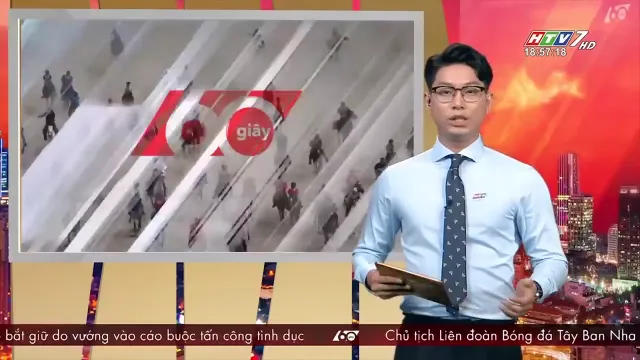 HTV7 HD
18:57:18
60 giây
bắt giữ do vướng vào cáo buộc tấn công tình dục 60 Chủ tịch Liên đoàn Bóng đá Tây Ban Nha